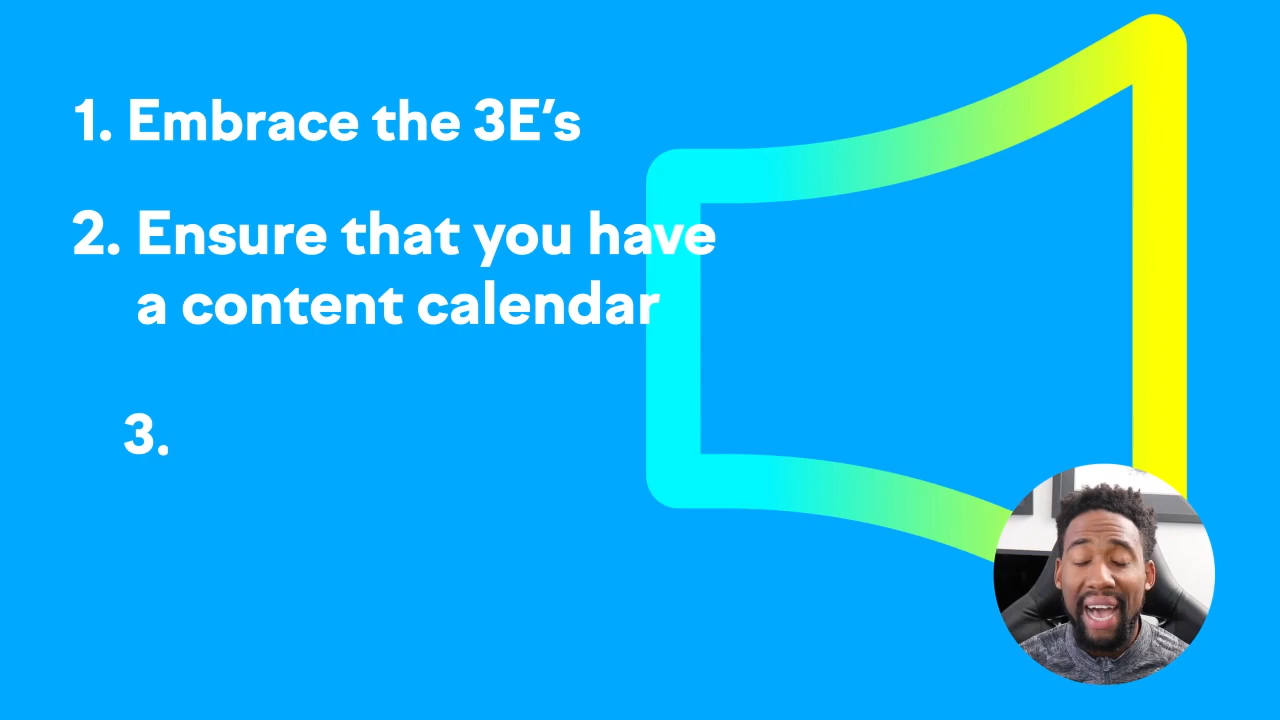 1. Embrace the 3E’s
2. Ensure that you have
a content calendar
3.